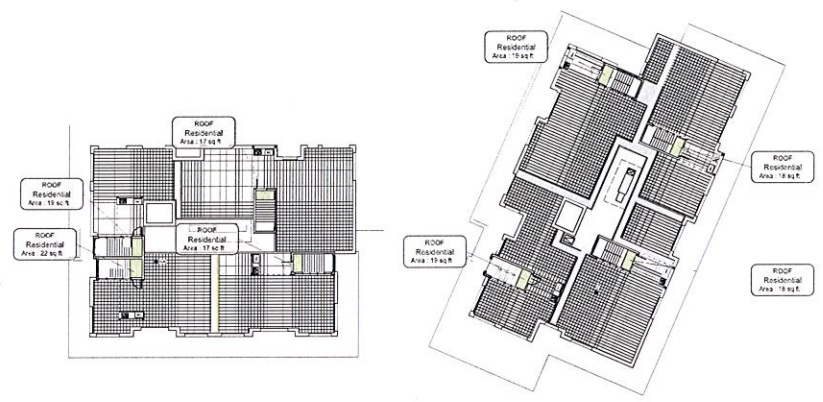 ROOF
Residential
Area : 17 sq ft
ROOF
Residential
Area : 19 sq ft
ROOF
Residential
Area : 22 sq ft
ROOF
Residential
Area : 17 sq ft
ROOF
Residential
Area : 19 sq ft
ROOF
Residential
Area : 18 sq ft
ROOF
Residential
Area : 19 sq ft
ROOF
Residential
Area : 18 sq ft